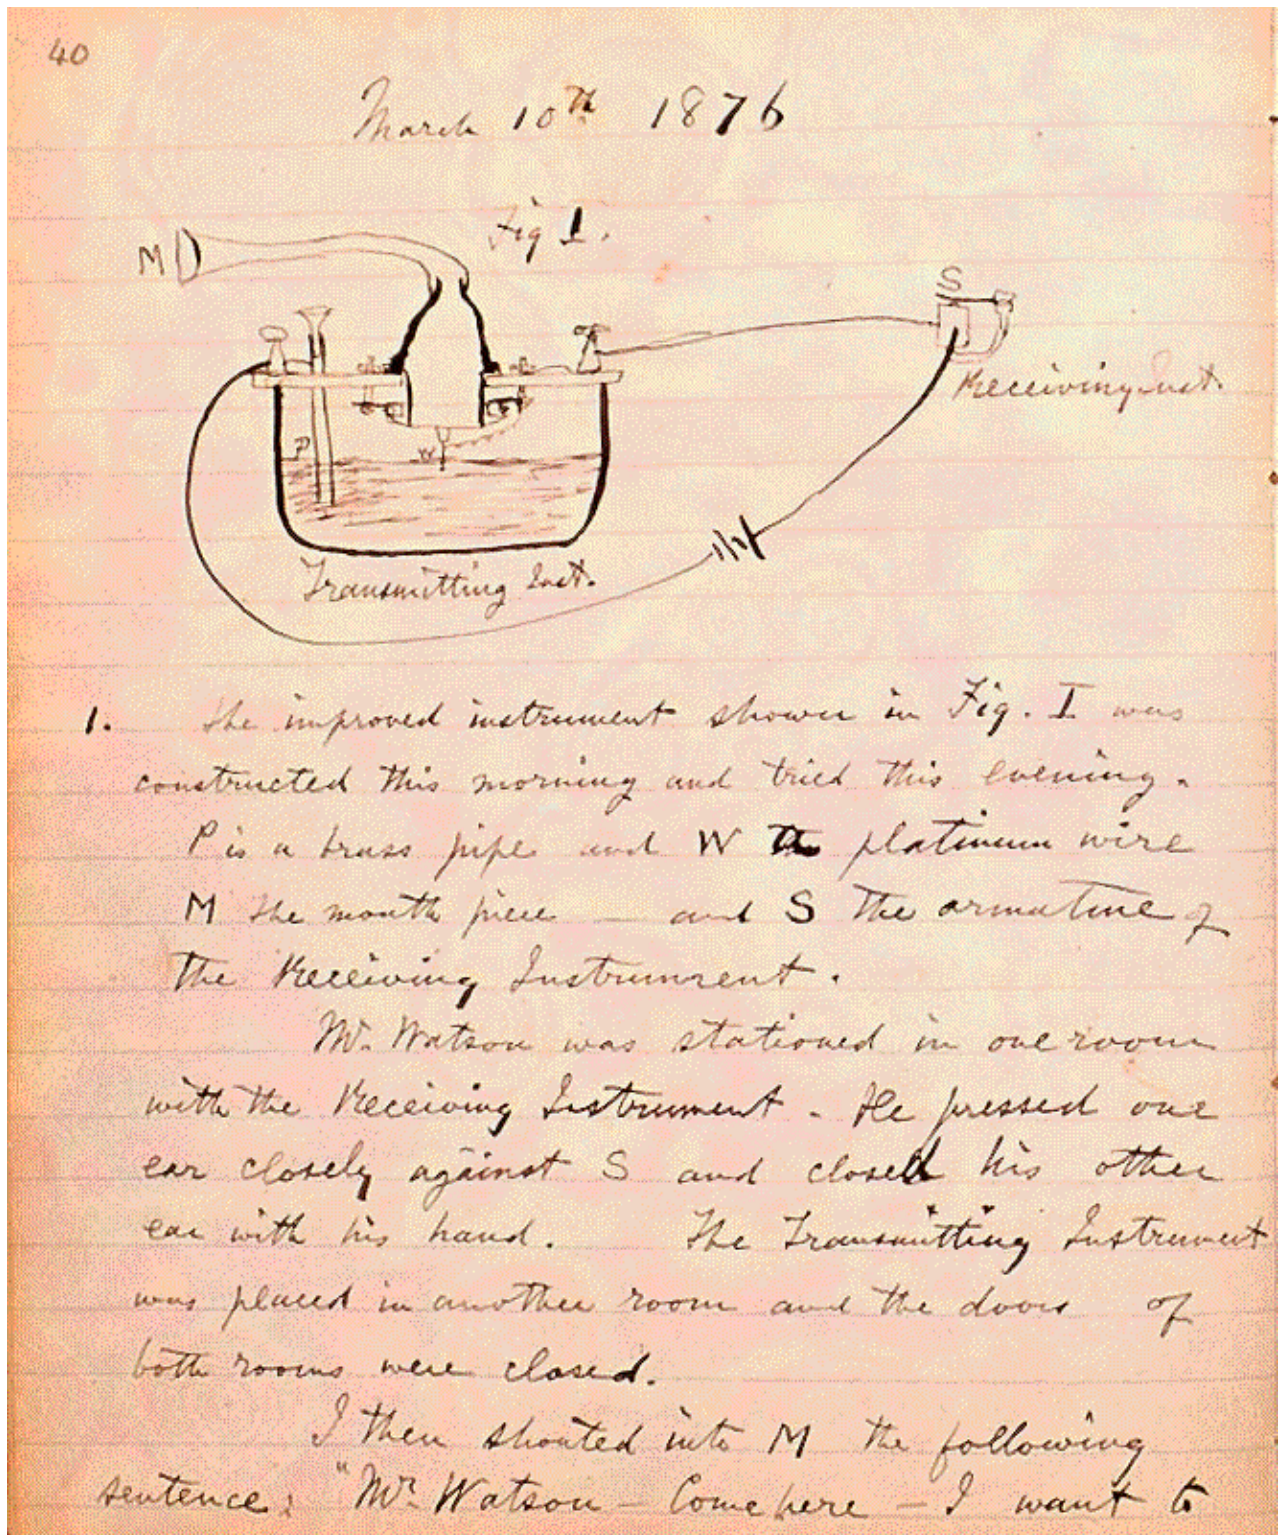 40
March 10th 1876
Fig 1.
M
S
Receiving Inst.
P
W
Transmitting Inst.
1. The improved instrument shown in Fig. I was
constructed this morning and tried this evening.
P is a brass pipe and W the platinum wire
M the mouth piece — and S the armature of
the Receiving Instrument.
Mr. Watson was stationed in one room
with the Receiving Instrument. He pressed one
ear closely against S and closed his other
ear with his hand. The Transmitting Instrument
was placed in another room and the doors of
both rooms were closed.
I then shouted into M the following
sentence: "Mr. Watson — Come here — I want to